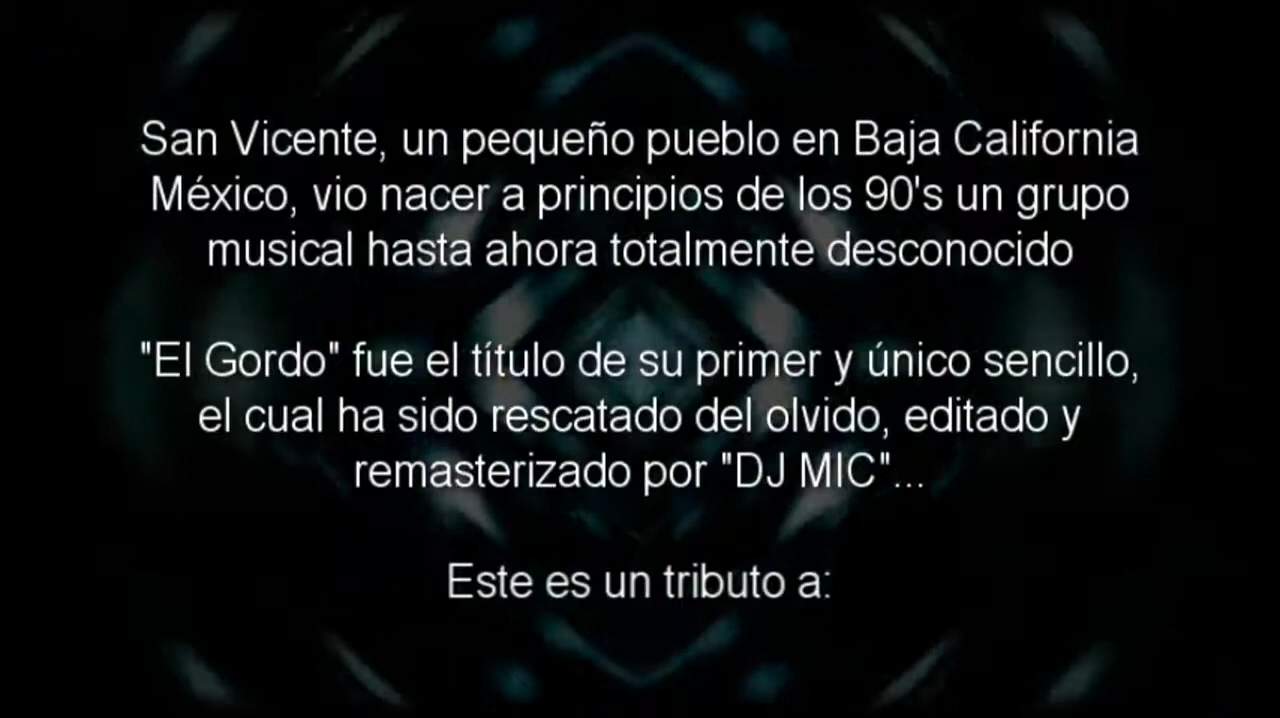 San Vicente, un pequeño pueblo en Baja California
México, vio nacer a principios de los 90's un grupo
musical hasta ahora totalmente desconocido
"El Gordo" fue el título de su primer y único sencillo,
el cual ha sido rescatado del olvido, editado y
remasterizado por "DJ MIC"...
Este es un tributo a: